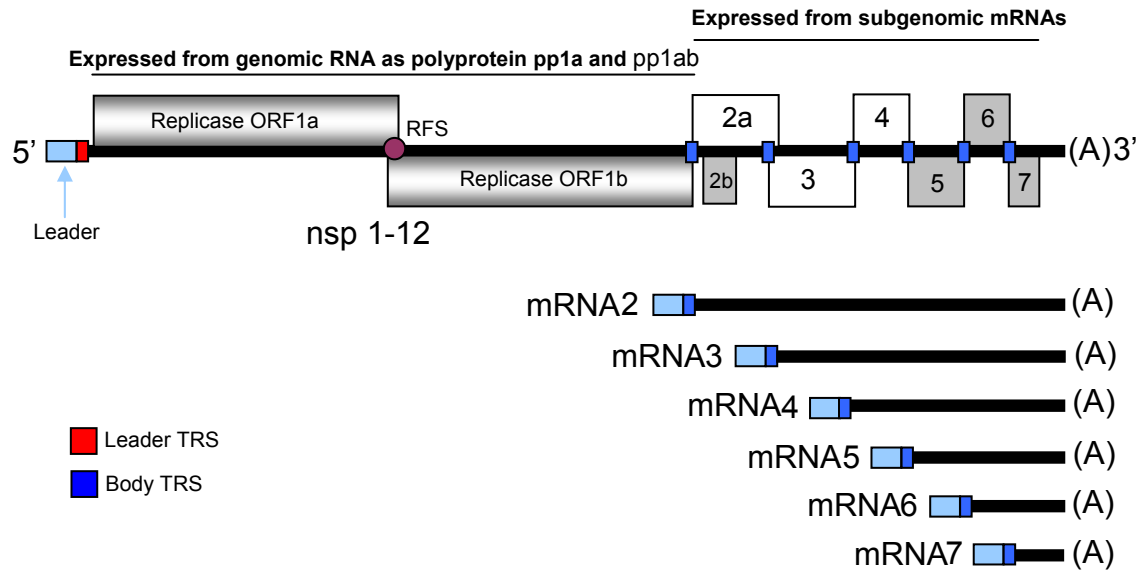 Expressed from subgenomic mRNAs
Expressed from genomic RNA as polyprotein pp1a and pp1ab
Replicase ORF1a
RFS
2a
4
6
5'
(A)3'
Replicase ORF1b
2b
3
5
7
Leader
nsp 1-12
mRNA2
(A)
mRNA3
(A)
mRNA4
(A)
Leader TRS
mRNA5
(A)
Body TRS
mRNA6
(A)
mRNA7
(A)